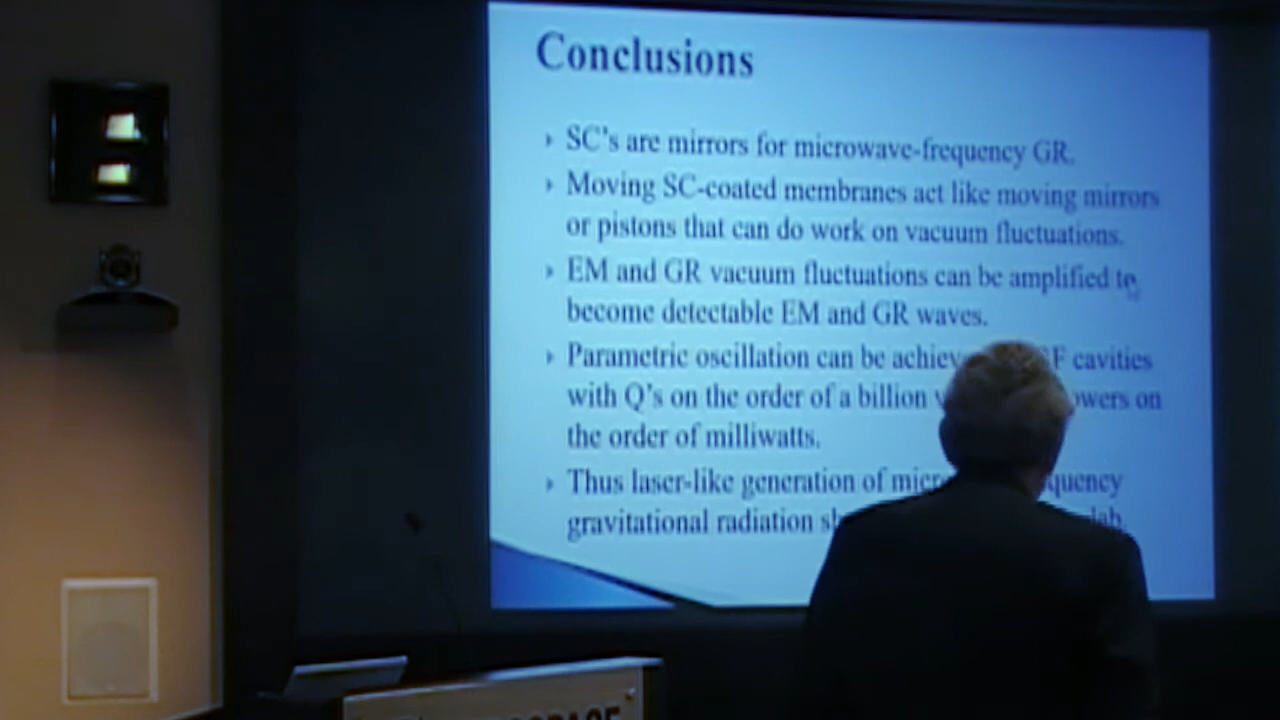 Conclusions
SC's are mirrors for microwave-frequency GR.
Moving SC-coated membranes act like moving mirrors
or pistons that can do work on vacuum fluctuations.
EM and GR vacuum fluctuations can be amplified to
become detectable EM and GR waves.
Parametric oscillation can be cavities
with Q's on the order of a billion on
the order of milliwatts.
Thus laser-like generation of
gravitational radiation lab.